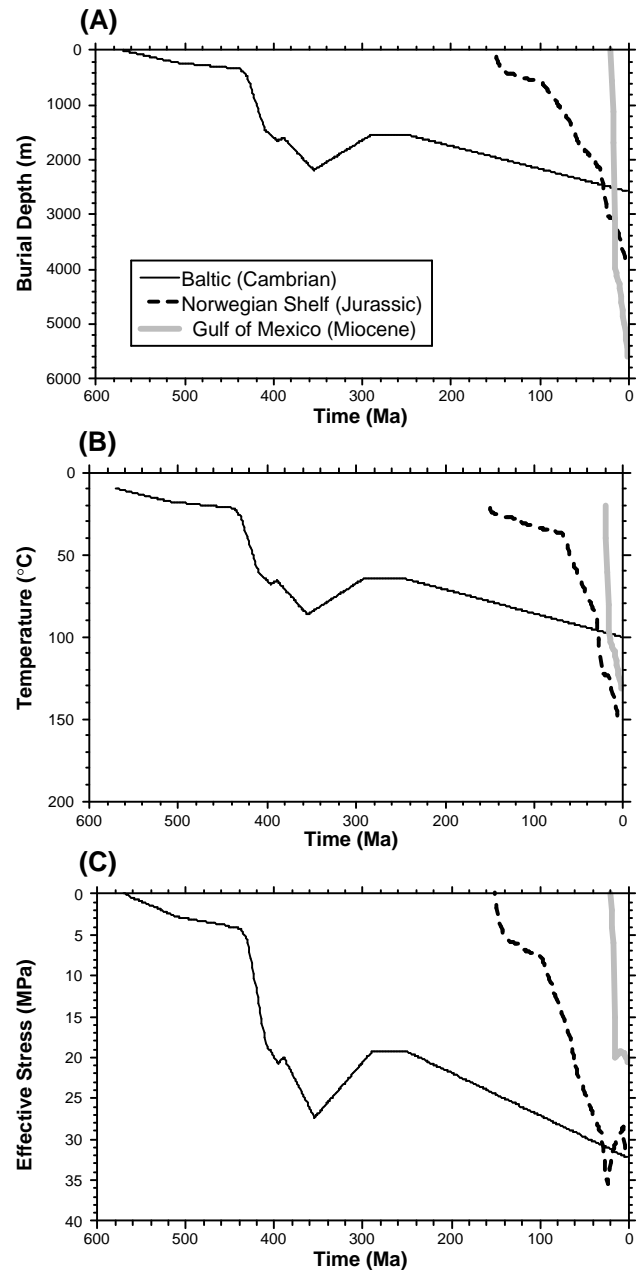 (A)
0
1000
2000
3000
4000
5000
6000
Burial Depth (m)
Baltic (Cambrian)
Norwegian Shelf (Jurassic)
Gulf of Mexico (Miocene)
600 500 400 300 200 100 0
Time (Ma)
(B)
0
50
100
150
200
Temperature (°C)
600 500 400 300 200 100 0
Time (Ma)
(C)
0
5
10
15
20
25
30
35
40
Effective Stress (MPa)
600 500 400 300 200 100 0
Time (Ma)